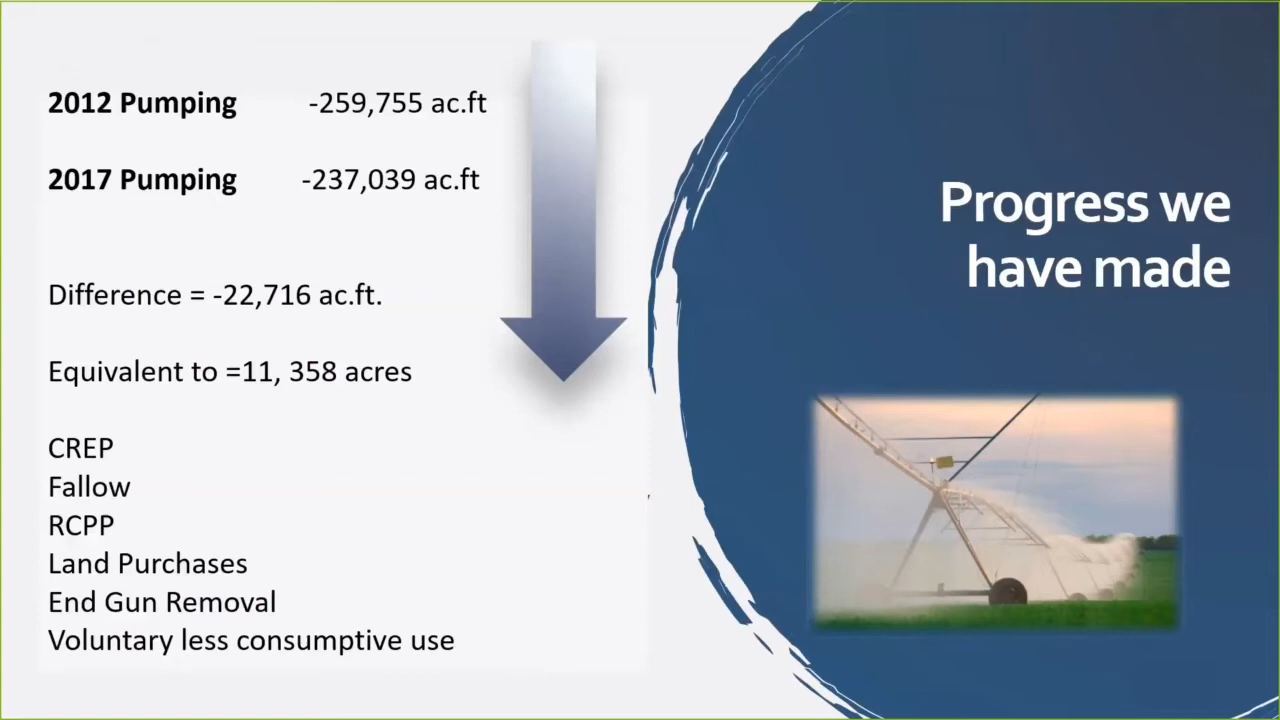 2012 Pumping -259,755 ac.ft
2017 Pumping -237,039 ac.ft
Difference = -22,716 ac.ft.
Equivalent to =11, 358 acres
CREP
Fallow
RCPP
Land Purchases
End Gun Removal
Voluntary less consumptive use
Progress we
have made